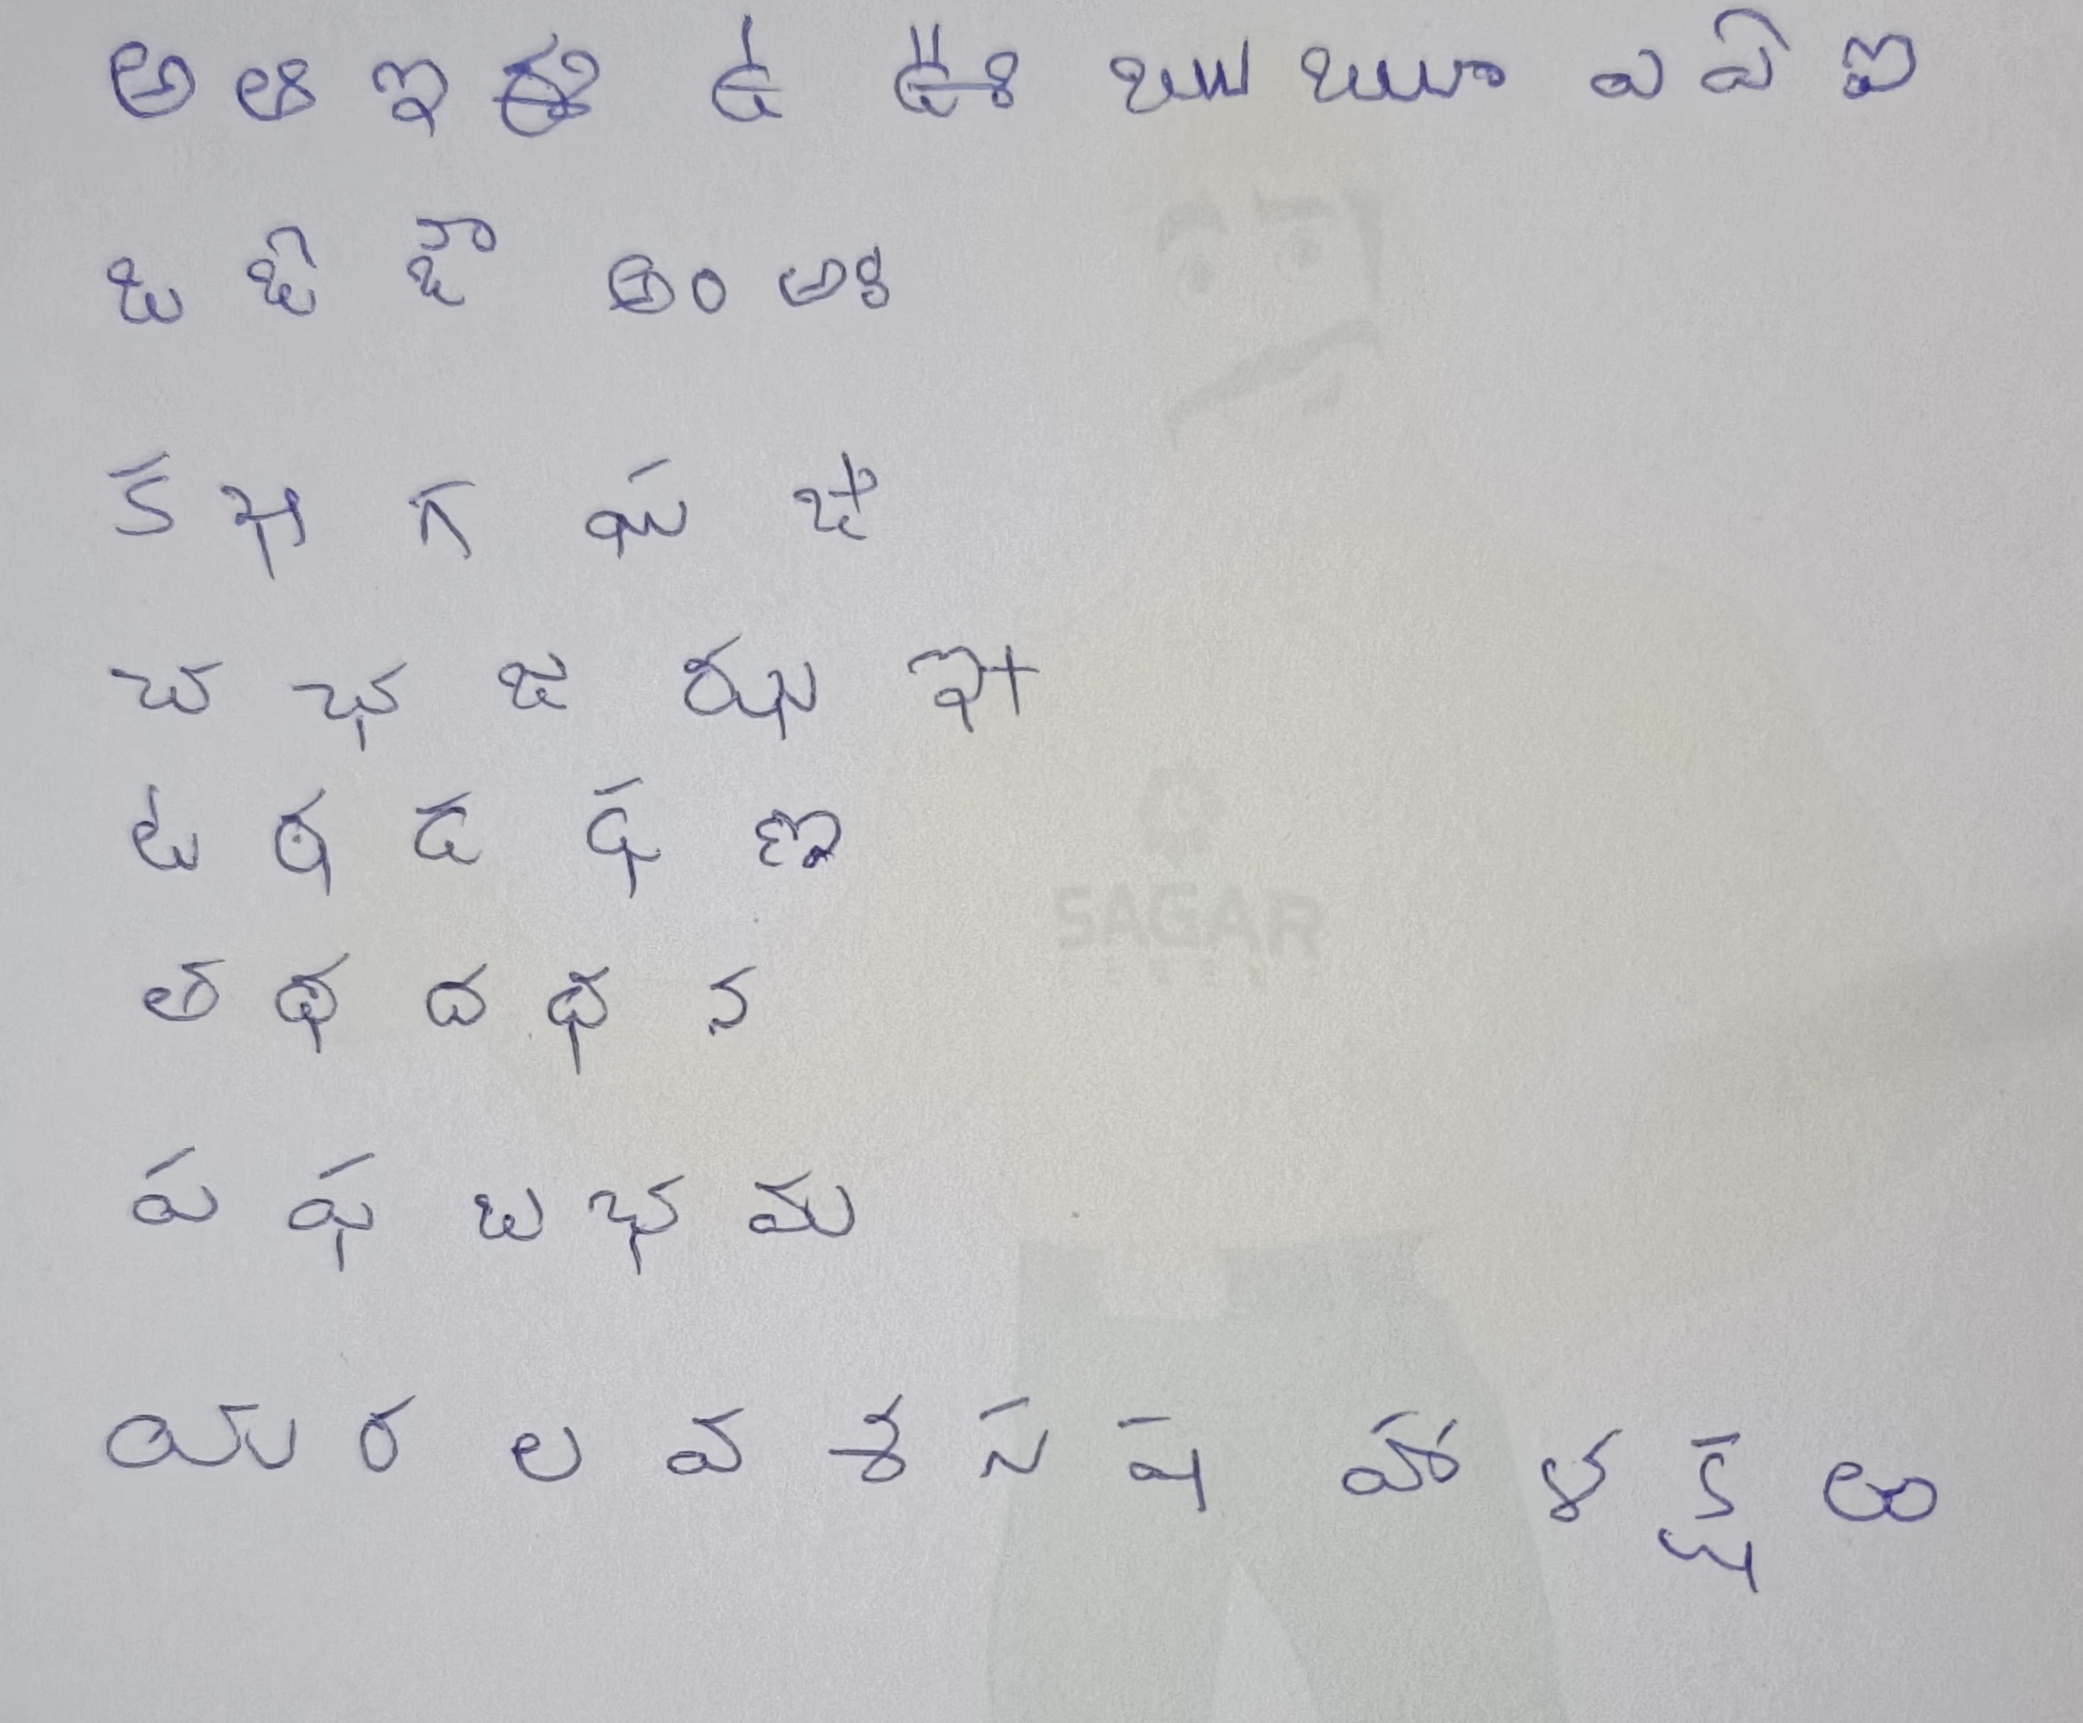 అ ఆ ఇ ఈ ఉ ఊ ఋ ౠ ఎ ఏ ఐ
ఒ ఓ ఔ అం అః
క ఖ గ ఘ ఙ
చ ఛ జ ఝ ఞ
ట ఠ డ ఢ ణ
SAGAR
త థ ద ధ న
ప ఫ బ భ మ
య ర ల వ శ స ష హ ళ క్ష ఱ